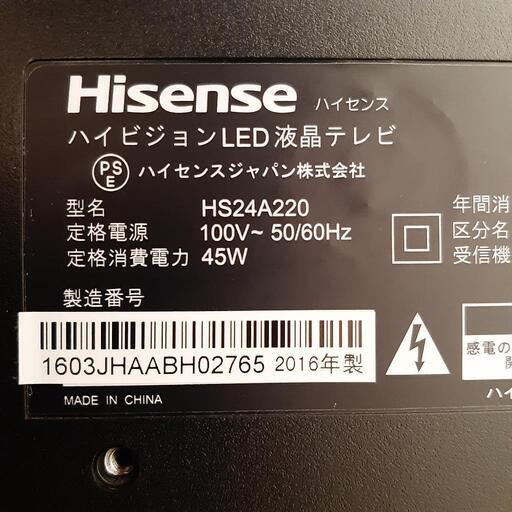 Hisense ハイセンス
ハイビジョンLED液晶テレビ
PSE ハイセンスジャパン株式会社
型名 HS24A220
定格電源 100V~ 50/60Hz
定格消費電力 45W
年間消
区分名
受信機
製造番号
1603JHAABH02765 2016年製
感電の
開
ハイ
MADE IN CHINA